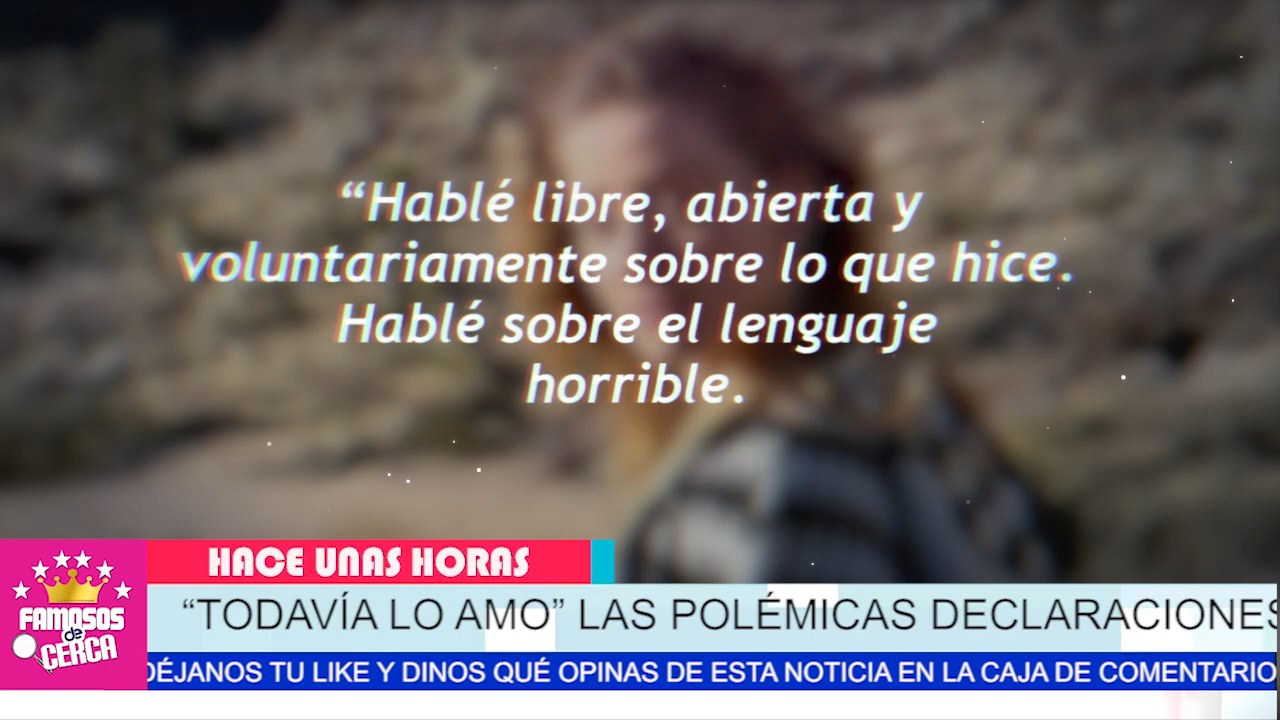 “Hablé libre, abierta y
voluntariamente sobre lo que hice.
Hablé sobre el lenguaje
horrible.
HACE UNAS HORAS
“TODAVÍA LO AMO” LAS POLÉMICAS DECLARACIONES
FAMOSOS
de
CERCA
DÉJANOS TU LIKE Y DINOS QUÉ OPINAS DE ESTA NOTICIA EN LA CAJA DE COMENTARIO